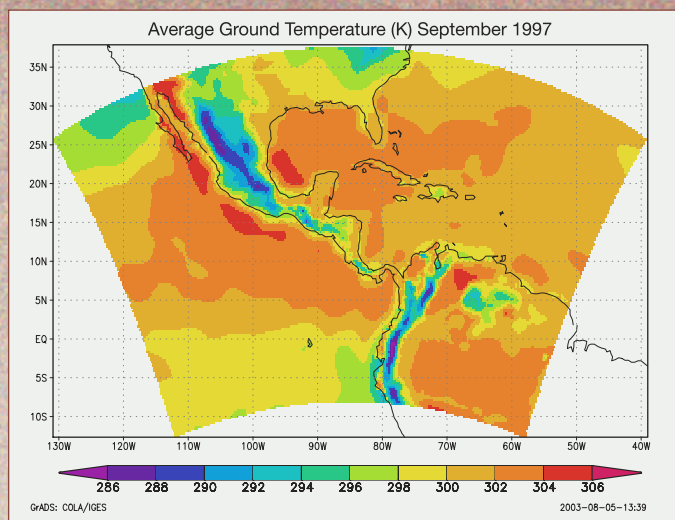 Average Ground Temperature (K) September 1997
35N
30N
25N
20N
15N
10N
5N
EQ
5S
10S
130W 120W 110W 100W 90W 80W 70W 60W 50W 40W
286 288 290 292 294 296 298 300 302 304 306
GrADS: COLA/IGES 2003-08-05-13:39